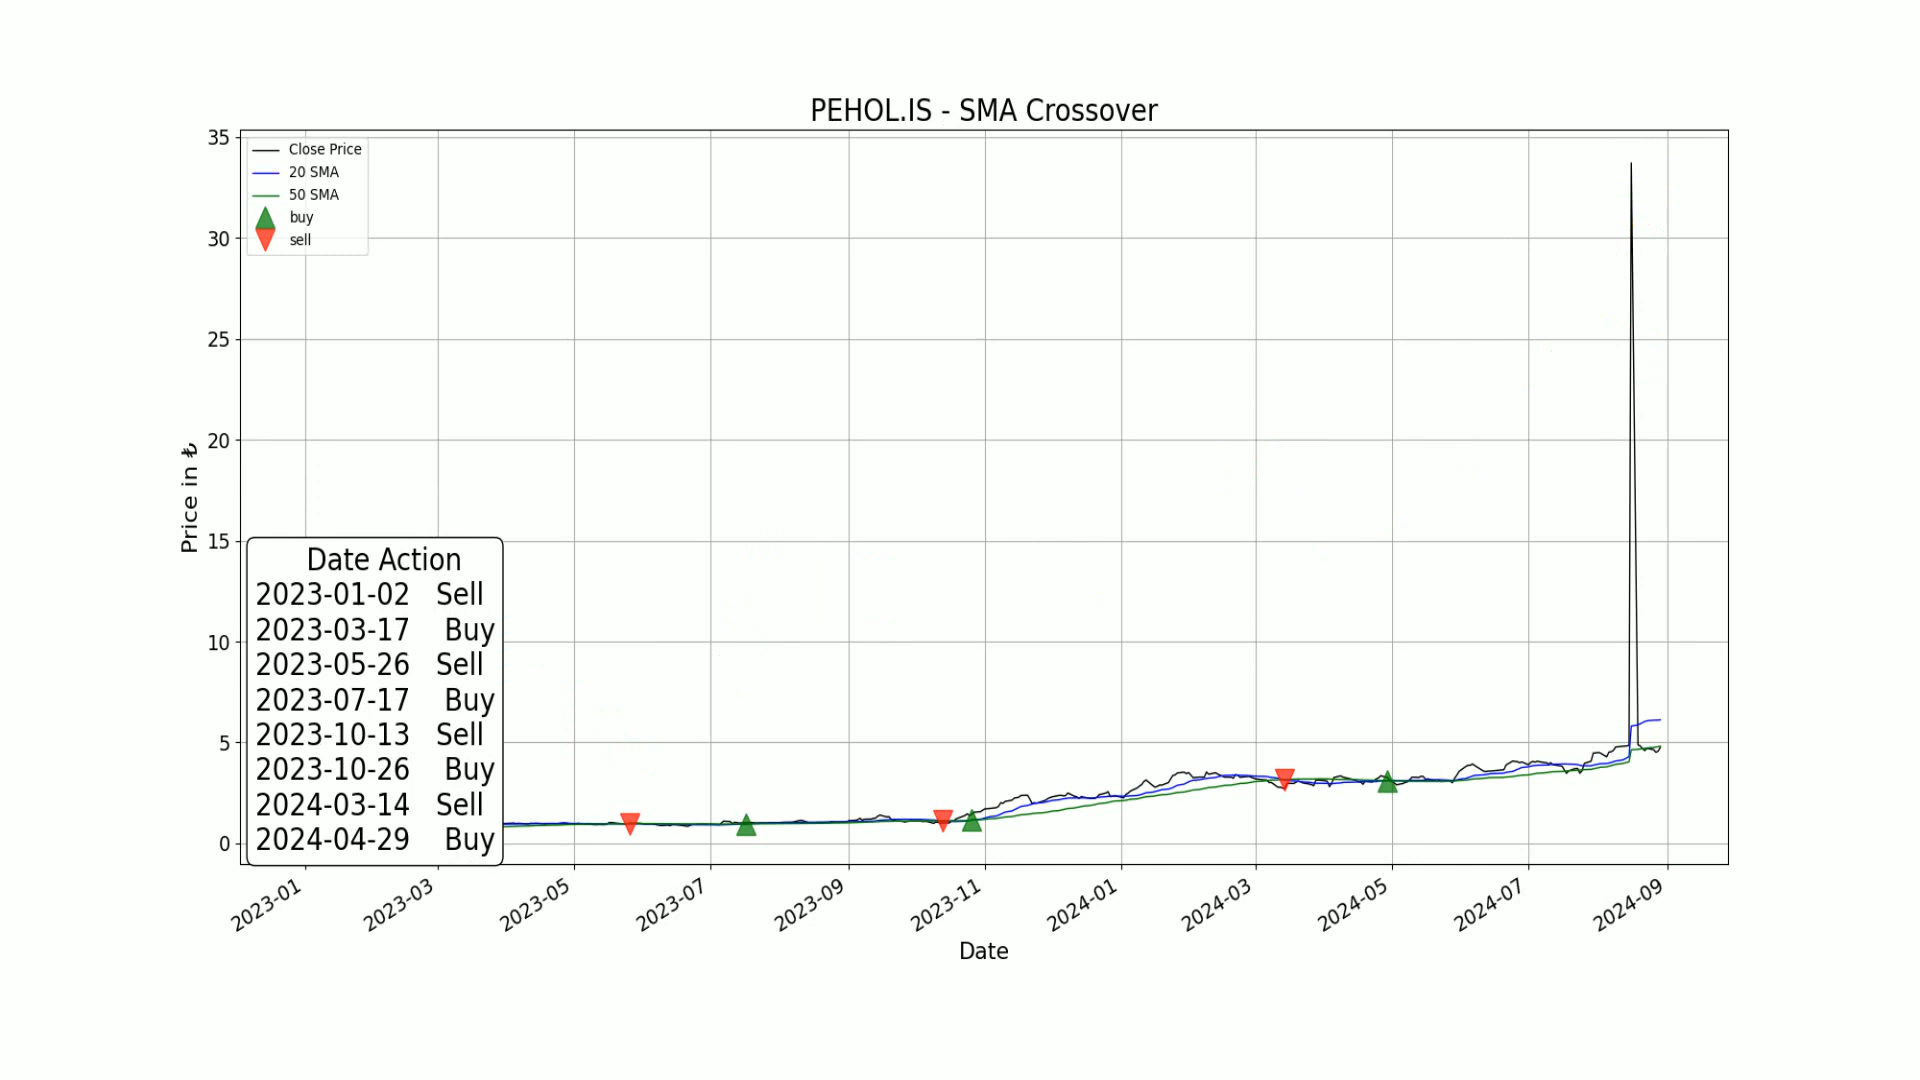 PEHOL.IS - SMA Crossover
35
30
25
20
15
10
5
0
Price in ₺
Close Price
20 SMA
50 SMA
buy
sell
Date Action
2023-01-02 Sell
2023-03-17 Buy
2023-05-26 Sell
2023-07-17 Buy
2023-10-13 Sell
2023-10-26 Buy
2024-03-14 Sell
2024-04-29 Buy
2023-01
2023-03
2023-05
2023-07
2023-09
2023-11
2024-01
2024-03
2024-05
2024-07
2024-09
Date